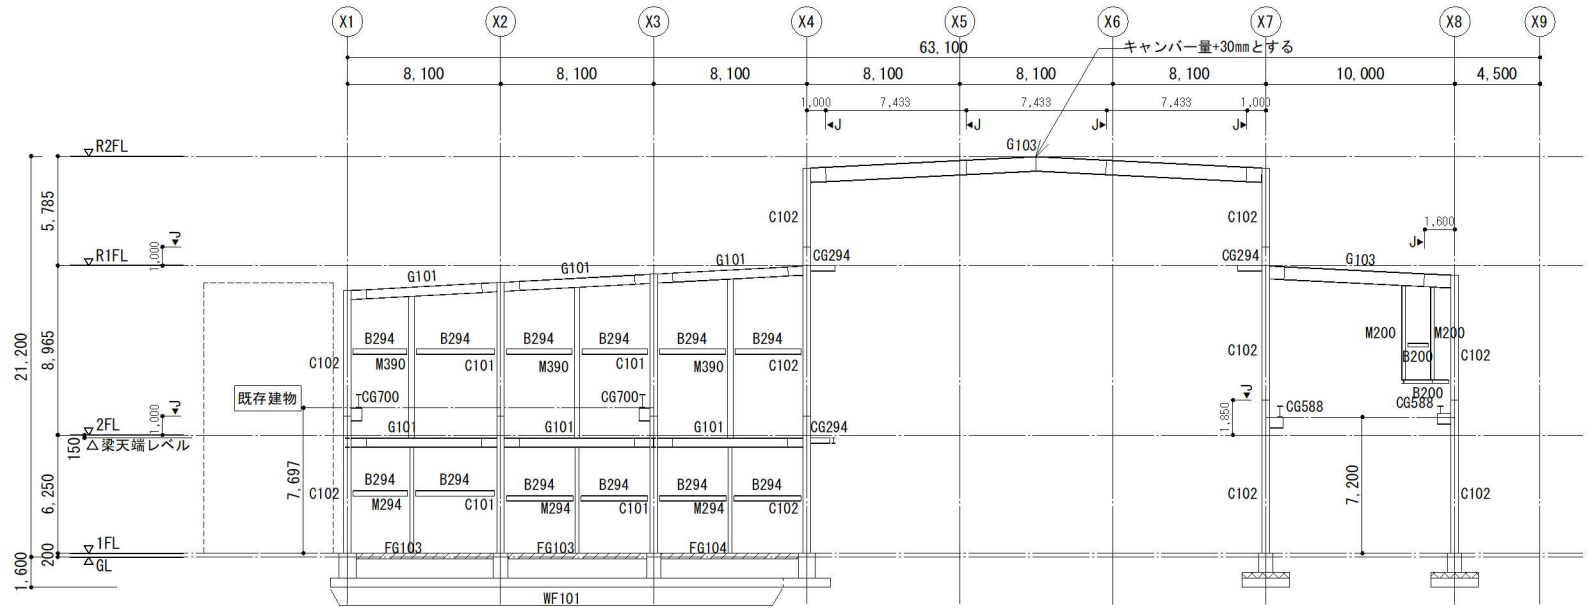 X1 X2 X3 X4 X5 X6 X7 X8 X9
63,100
キャンバー量+30mmとする
8,100 8,100 8,100 8,100 8,100 8,100 10,000 4,500
1,000 7,433 7,433 7,433 1,000
J J J J
R2FL
G103
5,785
C102 C102
1,600
J
J
R1FL
1,000
CG294 CG294
G101 G101 G101
G103
21,200
8,965
B294 B294 B294 B294 B294 B294
M200 M200
C102 M390 C101 M390 C101 M390 C102 C102 B200 C102
B200
既存建物
CG700 CG700
J
CG588 CG588
J
1,000
1,850
2FL
G101 G101 G101 CG294
150
△梁天端レベル
7,697
7,200
6,250
B294 B294 B294 B294 B294 B294
C102 M294 C101 M294 C101 M294 C102 C102 C102
1FL
FG103 FG103 FG104
200
GL
1,600
WF101